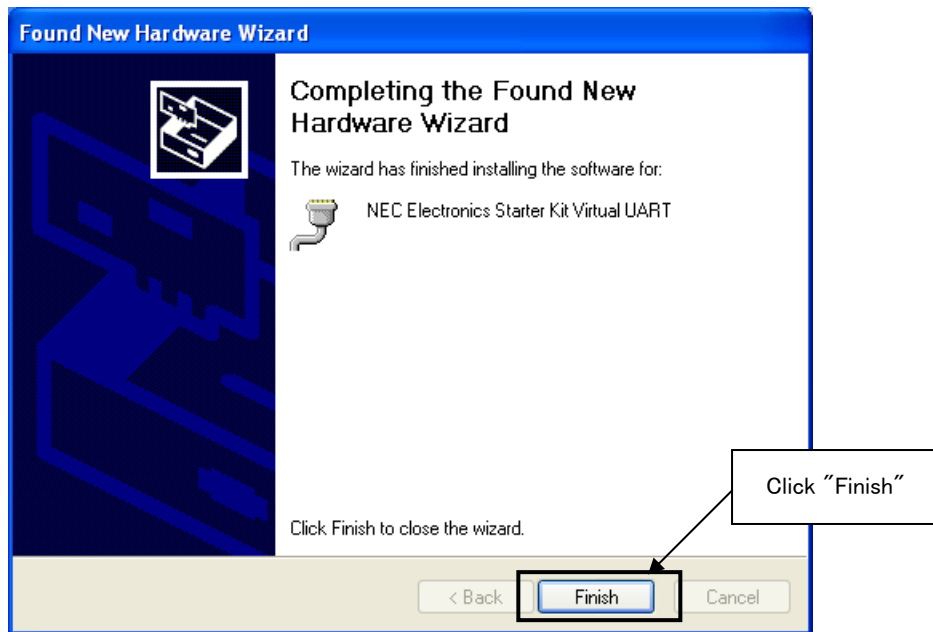 Found New Hardware Wizard
Completing the Found New
Hardware Wizard
The wizard has finished installing the software for:
NEC Electronics Starter Kit Virtual UART
Click "Finish"
Click Finish to close the wizard.
< Back Finish Cancel